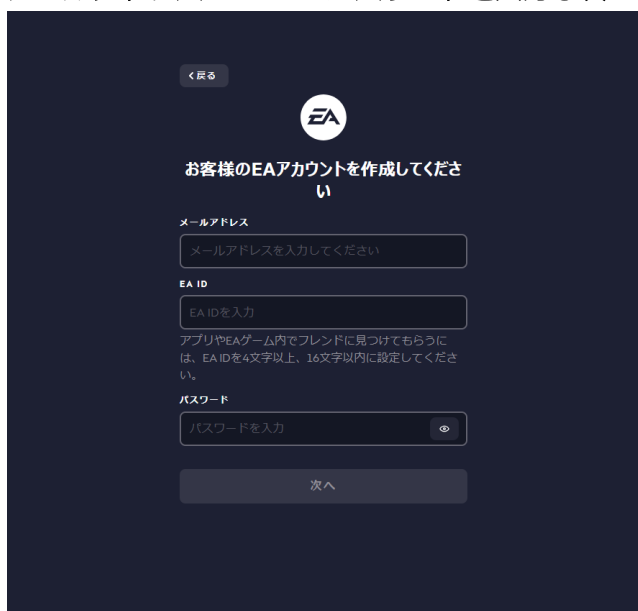 戻る
EA
お客様のEAアカウントを作成してくださ
い
メールアドレス
メールアドレスを入力してください
EA ID
EA IDを入力
アプリやEAゲーム内でフレンドに見つけてもらうに
は、EA IDを4文字以上、16文字以内に設定してくださ
い。
パスワード
パスワードを入力
次へ